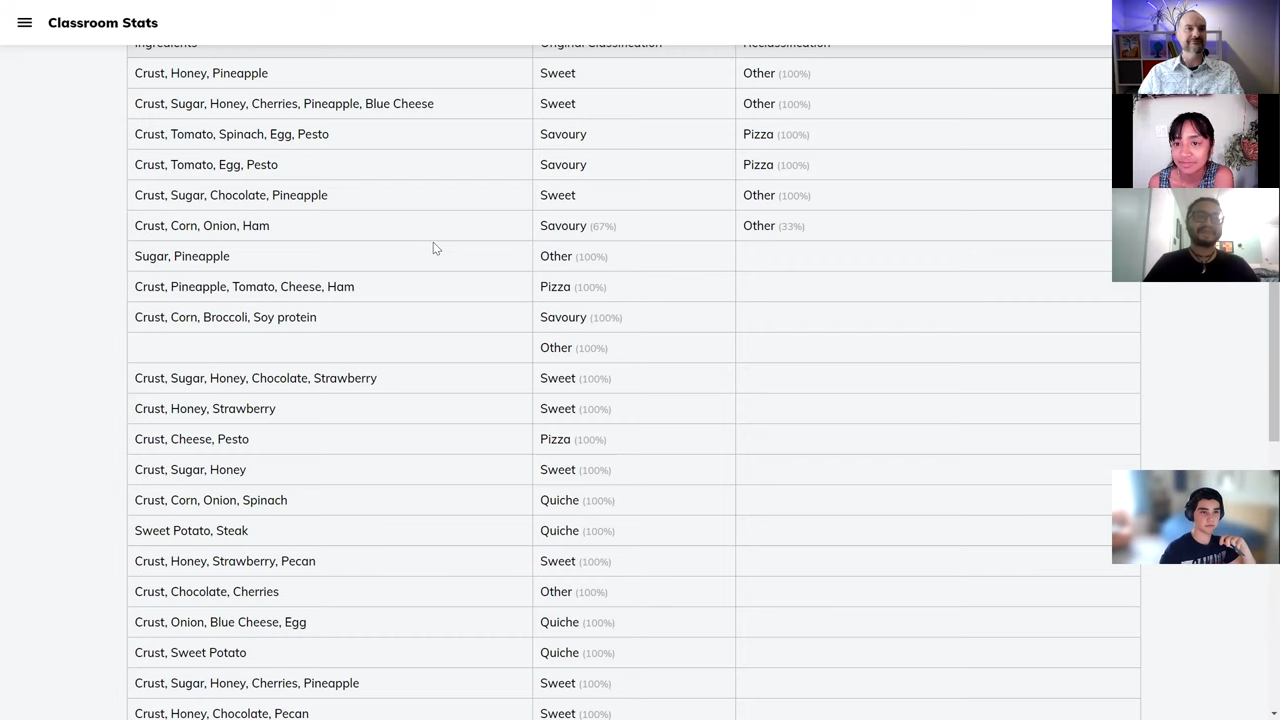 Classroom Stats
Ingredients Original Classification Reclassification
Crust, Honey, Pineapple Sweet Other (100%)
Crust, Sugar, Honey, Cherries, Pineapple, Blue Cheese Sweet Other (100%)
Crust, Tomato, Spinach, Egg, Pesto Savoury Pizza (100%)
Crust, Tomato, Egg, Pesto Savoury Pizza (100%)
Crust, Sugar, Chocolate, Pineapple Sweet Other (100%)
Crust, Corn, Onion, Ham Savoury (67%) Other (33%)
Sugar, Pineapple Other (100%)
Crust, Pineapple, Tomato, Cheese, Ham Pizza (100%)
Crust, Corn, Broccoli, Soy protein Savoury (100%)
Other (100%)
Crust, Sugar, Honey, Chocolate, Strawberry Sweet (100%)
Crust, Honey, Strawberry Sweet (100%)
Crust, Cheese, Pesto Pizza (100%)
Crust, Sugar, Honey Sweet (100%)
Crust, Corn, Onion, Spinach Quiche (100%)
Sweet Potato, Steak Quiche (100%)
Crust, Honey, Strawberry, Pecan Sweet (100%)
Crust, Chocolate, Cherries Other (100%)
Crust, Onion, Blue Cheese, Egg Quiche (100%)
Crust, Sweet Potato Quiche (100%)
Crust, Sugar, Honey, Cherries, Pineapple Sweet (100%)
Crust, Honey, Chocolate, Pecan Sweet (100%)